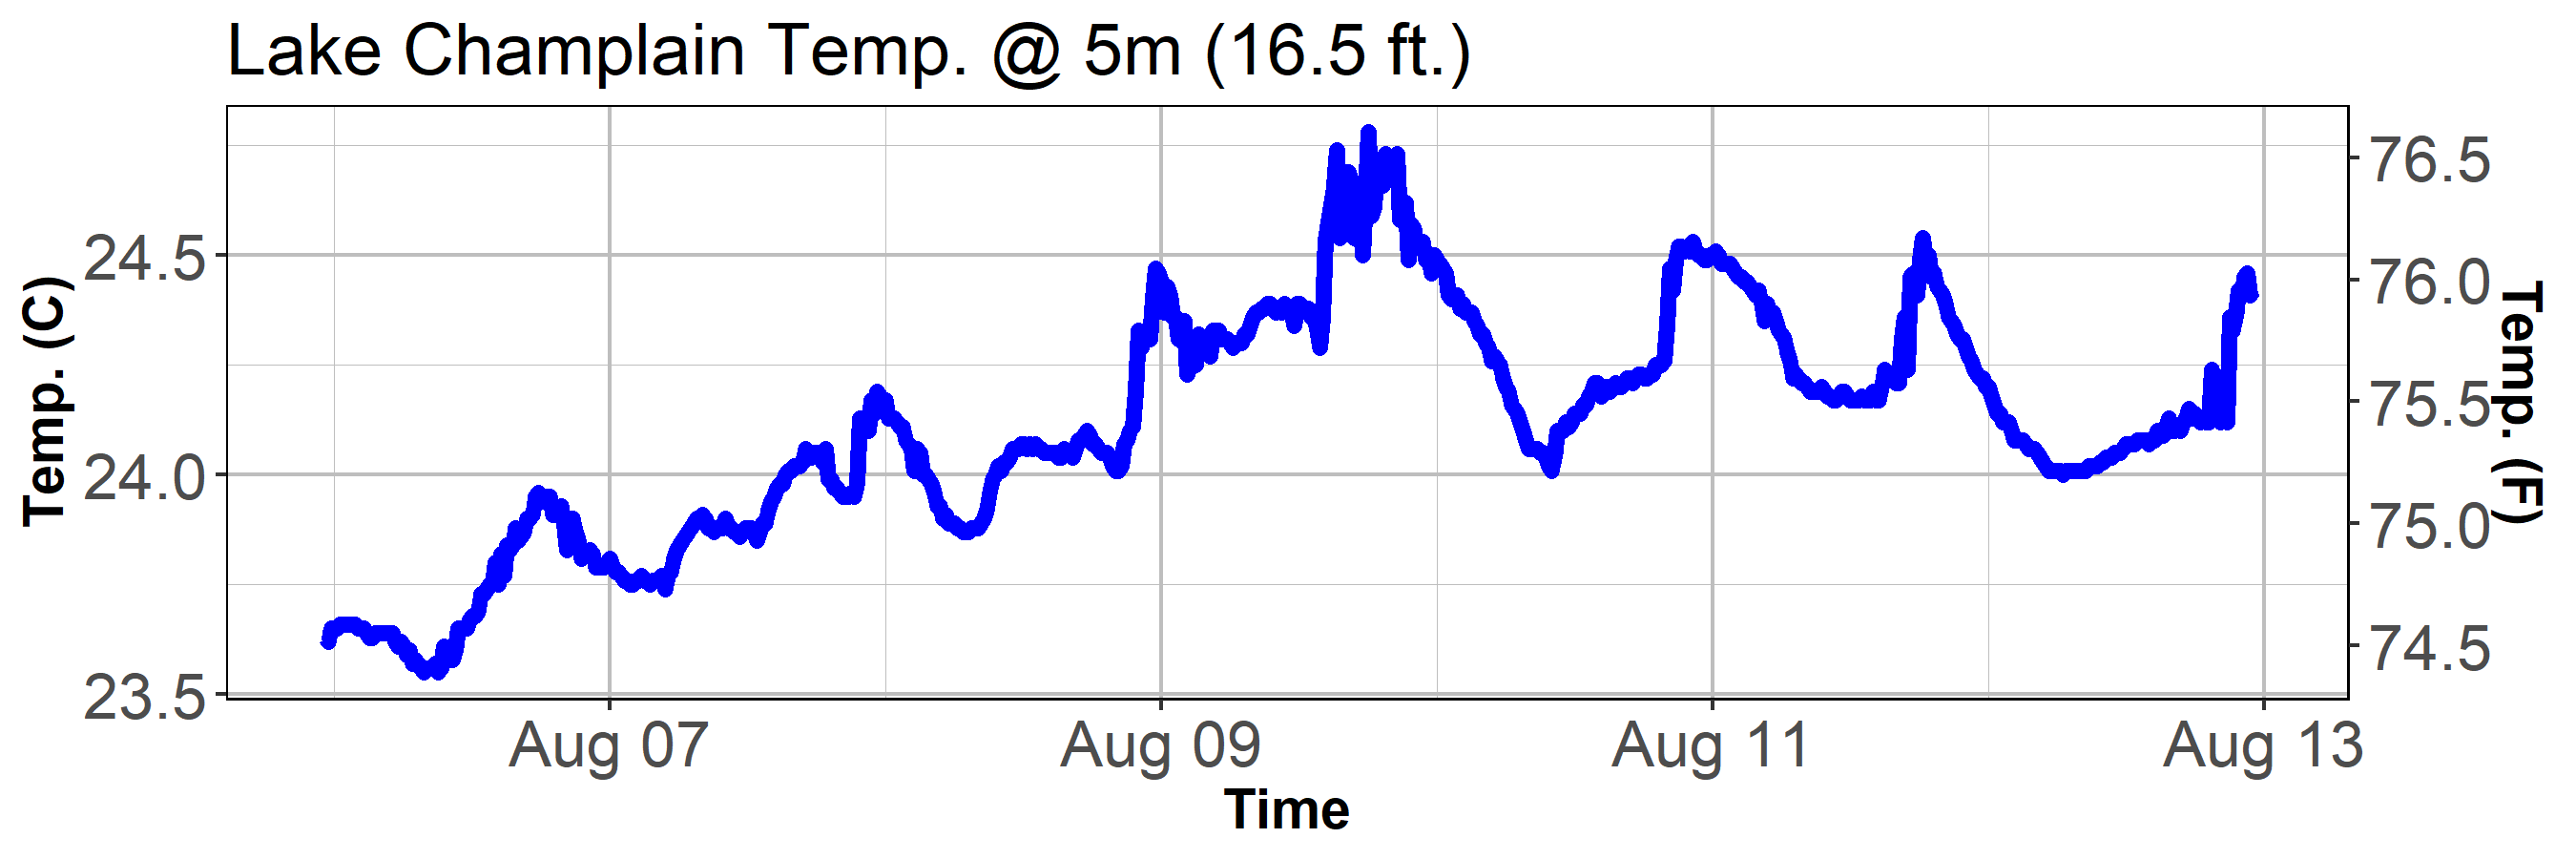 Lake Champlain Temp. @ 5m (16.5 ft.)
Temp. (C)
24.5
24.0
23.5
76.5
76.0
75.5
75.0
74.5
Temp. (F)
Aug 07
Aug 09
Aug 11
Aug 13
Time